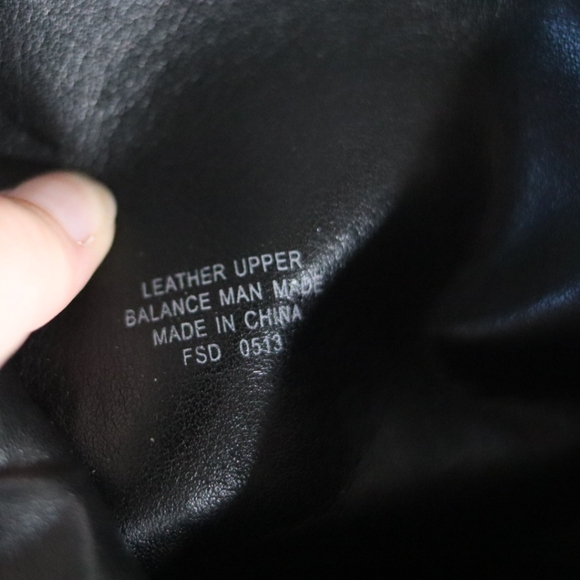 LEATHER UPPER
BALANCE MAN MADE
MADE IN CHINA
FSD 0513